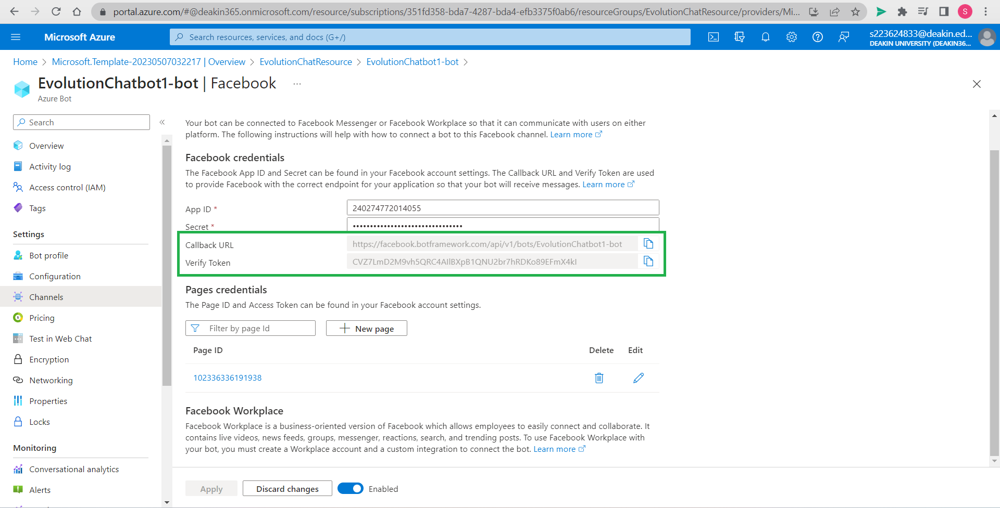 portal.azure.com/#@deakin365.onmicrosoft.com/resource/subscriptions/351fd358-bda7-4287-bda4-efb3375f0ab6/resourceGroups/EvolutionChatResource/providers/Mi...
S
Microsoft Azure
Search resources, services, and docs (G+/)
s223624833@deakin.ed...
DEAKIN UNIVERSITY (DEAKIN36...
Home > Microsoft.Template-20230507032217 | Overview > EvolutionChatResource > EvolutionChatbot1-bot >
EvolutionChatbot1-bot | Facebook ...
Azure Bot
Search
Overview
Activity log
Access control (IAM)
Tags
Settings
Bot profile
Configuration
Channels
Pricing
Test in Web Chat
Encryption
Networking
Properties
Locks
Monitoring
Conversational analytics
Alerts
Your bot can be connected to Facebook Messenger or Facebook Workplace so that it can communicate with users on either
platform. The following instructions will help with how to connect a bot to this Facebook channel. Learn more
Facebook credentials
The Facebook App ID and Secret can be found in your Facebook account settings. The Callback URL and Verify Token are used
to provide Facebook with the correct endpoint for your application so that your bot will receive messages. Learn more
App ID * 240274772014055
Secret * ••••••••••••••••••••••••••••••••
Callback URL https://facebook.botframework.com/api/v1/bots/EvolutionChatbot1-bot
Verify Token CVZ7LmD2M9vh5QRC4AIlBXpB1QNU2br7hRDKo89EFmX4kI
Pages credentials
The Page ID and Access Token can be found in your Facebook account settings.
Filter by page Id
New page
Page ID Delete Edit
102336336191938
Facebook Workplace
Facebook Workplace is a business-oriented version of Facebook which allows employees to easily connect and collaborate. It
contains live videos, news feeds, groups, messenger, reactions, search, and trending posts. To use Facebook Workplace with
your bot, you must create a Workplace account and a custom integration to connect the bot. Learn more
Apply
Discard changes
Enabled